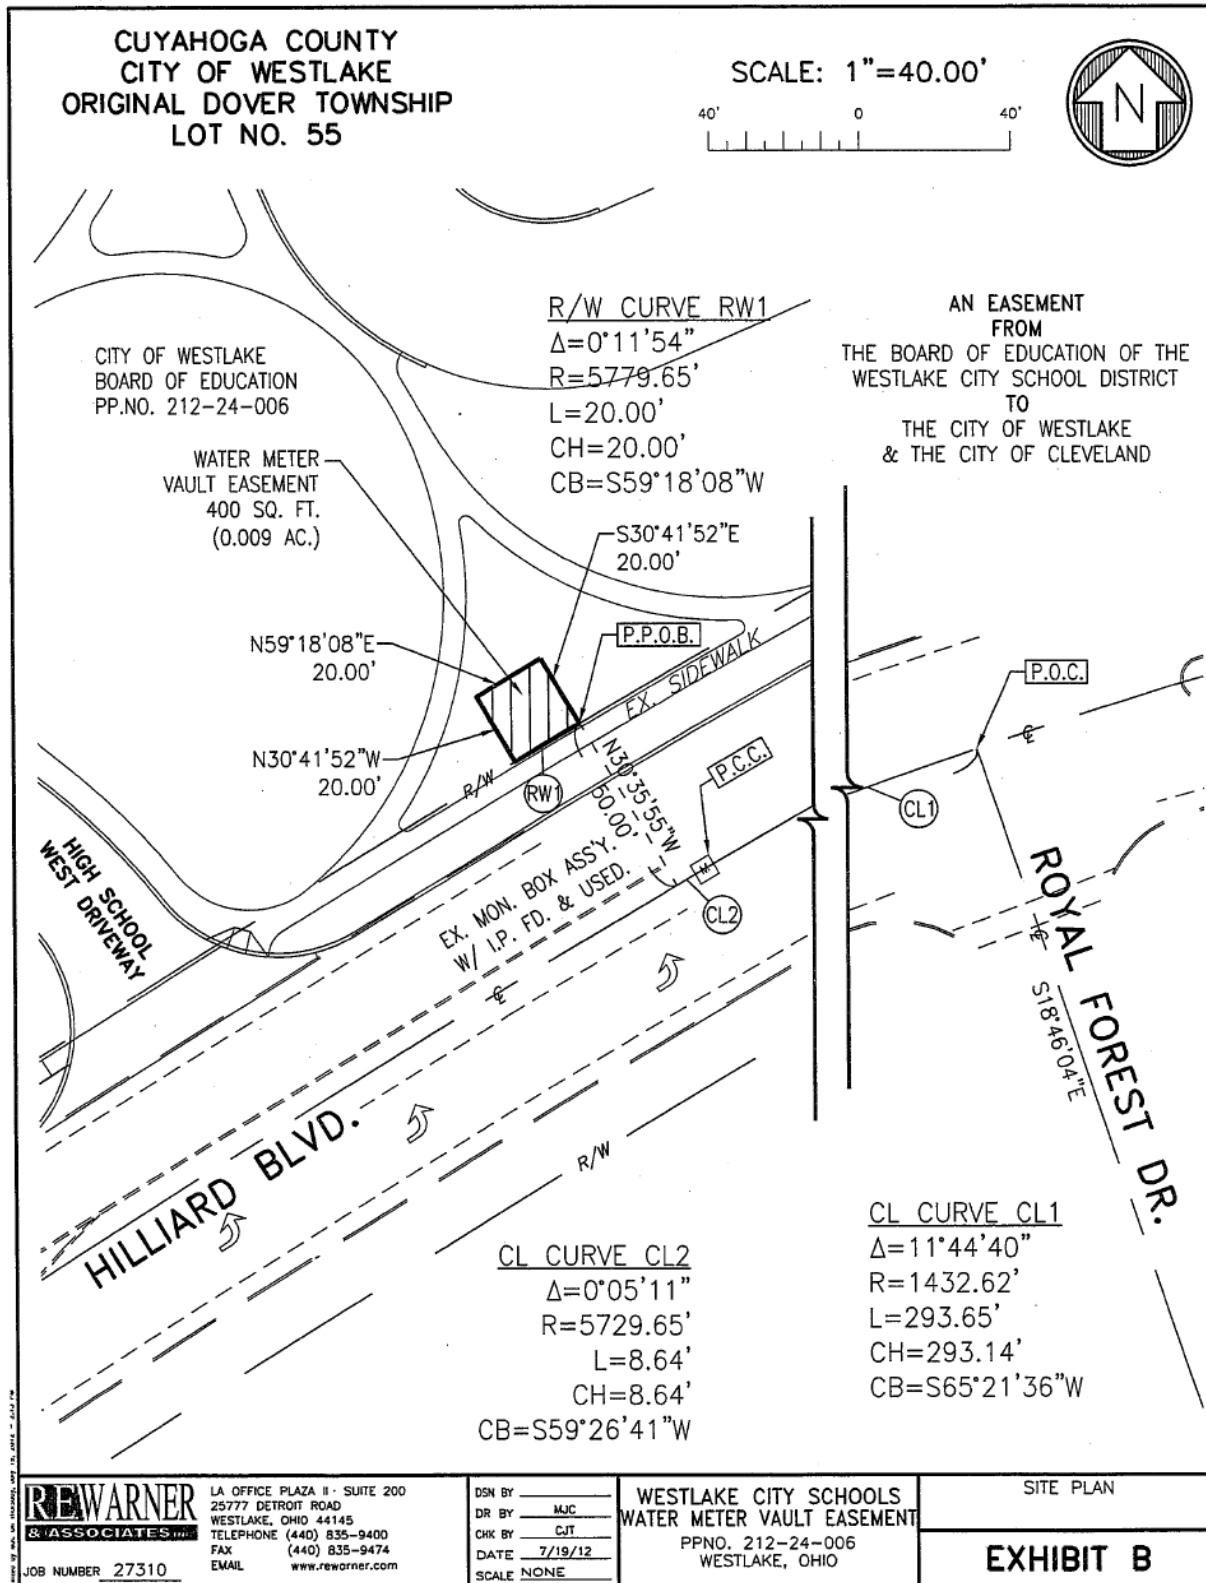 CUYAHOGA COUNTY
CITY OF WESTLAKE
ORIGINAL DOVER TOWNSHIP
LOT NO. 55
SCALE: 1"=40.00'
40' 0 40'
N
R/W CURVE RW1
Δ=0°11'54"
R=5779.65'
L=20.00'
CH=20.00'
CB=S59°18'08"W
AN EASEMENT
FROM
THE BOARD OF EDUCATION OF THE
WESTLAKE CITY SCHOOL DISTRICT
TO
THE CITY OF WESTLAKE
& THE CITY OF CLEVELAND
CITY OF WESTLAKE
BOARD OF EDUCATION
PP.NO. 212-24-006
WATER METER
VAULT EASEMENT
400 SQ. FT.
(0.009 AC.)
S30°41'52"E
20.00'
N59°18'08"E
20.00'
P.P.O.B.
EX. SIDEWALK
P.O.C.
N30°41'52"W
20.00'
R/W
RW1
N30°35'55"W
50.00'
P.C.C.
CL1
℄
HIGH SCHOOL
WEST DRIVEWAY
EX. MON. BOX ASS'Y.
W/ I.P. FD. & USED.
M
CL2
℄
ROYAL FOREST DR.
℄
S18°46'04"E
HILLIARD BLVD.
R/W
CL CURVE CL2
Δ=0°05'11"
R=5729.65'
L=8.64'
CH=8.64'
CB=S59°26'41"W
CL CURVE CL1
Δ=11°44'40"
R=1432.62'
L=293.65'
CH=293.14'
CB=S65°21'36"W
REWARNER
& ASSOCIATES
JOB NUMBER 27310
LA OFFICE PLAZA II · SUITE 200
25777 DETROIT ROAD
WESTLAKE, OHIO 44145
TELEPHONE (440) 835-9400
FAX (440) 835-9474
EMAIL www.rewarner.com
DSN BY
DR BY MJC
CHK BY CJT
DATE 7/19/12
SCALE NONE
WESTLAKE CITY SCHOOLS
WATER METER VAULT EASEMENT
PPNO. 212-24-006
WESTLAKE, OHIO
SITE PLAN
EXHIBIT B